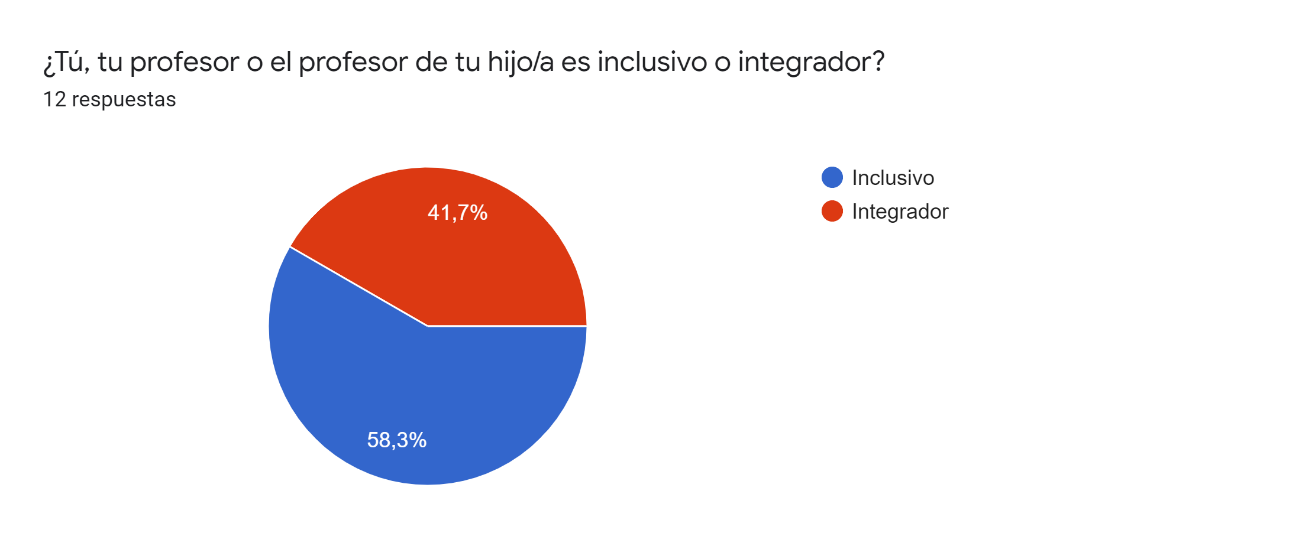 ¿Tú, tu profesor o el profesor de tu hijo/a es inclusivo o integrador?
12 respuestas
Inclusivo
Integrador
41,7%
58,3%